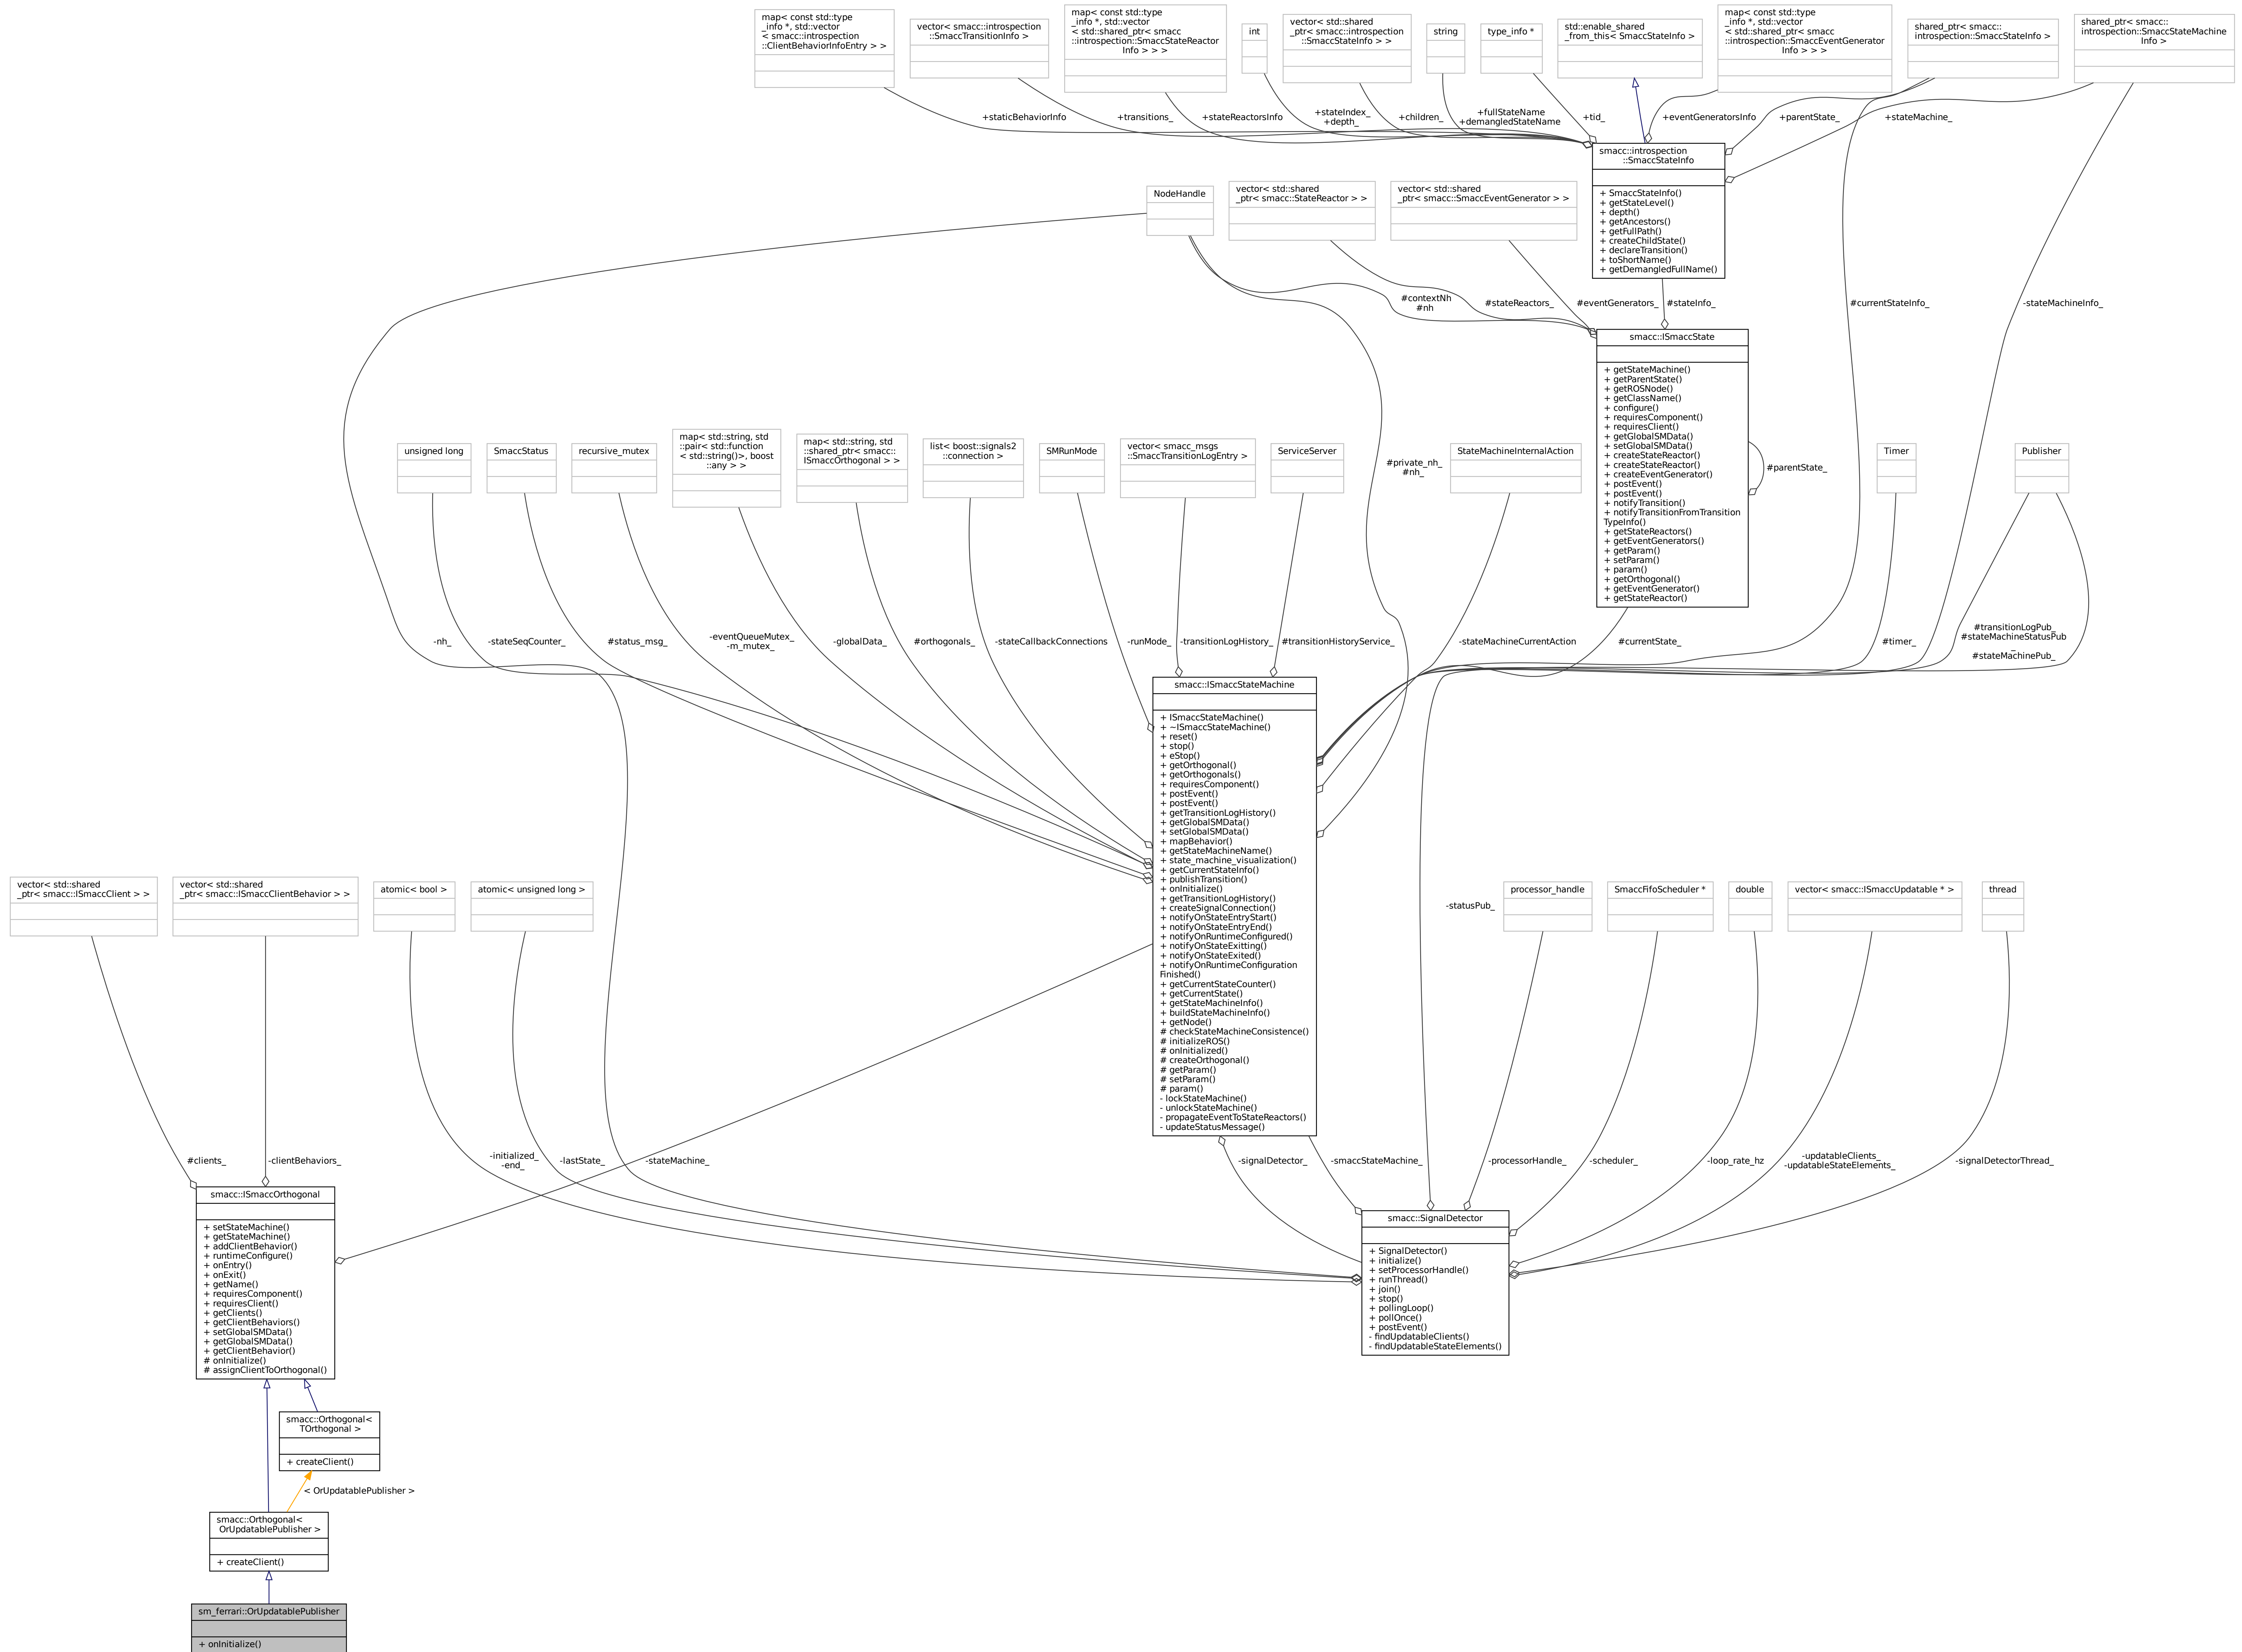 map< const std::type
_info *, std::vector
< smacc::introspection
::ClientBehaviorInfoEntry > >
vector< smacc::introspection
::SmaccTransitionInfo >
map< const std::type
_info *, std::vector
< std::shared_ptr< smacc
::introspection::SmaccStateReactor
Info > > >
int
vector< std::shared
_ptr< smacc::introspection
::SmaccStateInfo > >
string
type_info *
std::enable_shared
_from_this< SmaccStateInfo >
map< const std::type
_info *, std::vector
< std::shared_ptr< smacc
::introspection::SmaccEventGenerator
Info > > >
shared_ptr< smacc::
introspection::SmaccStateInfo >
shared_ptr< smacc::
introspection::SmaccStateMachine
Info >
+staticBehaviorInfo
+transitions_
+stateReactorsInfo
+stateIndex_
+depth_
+children_
+fullStateName
+demangledStateName
+tid_
+eventGeneratorsInfo
+parentState_
+stateMachine_
smacc::introspection
::SmaccStateInfo
+ SmaccStateInfo()
+ getStateLevel()
+ depth()
+ getAncestors()
+ getFullPath()
+ createChildState()
+ declareTransition()
+ toShortName()
+ getDemangledFullName()
NodeHandle
vector< std::shared
_ptr< smacc::StateReactor > >
vector< std::shared
_ptr< smacc::SmaccEventGenerator > >
#contextNh
#nh
#stateReactors_
#eventGenerators_
#stateInfo_
#currentStateInfo_
-stateMachineInfo_
smacc::ISmaccState
+ getStateMachine()
+ getParentState()
+ getROSNode()
+ getClassName()
+ configure()
+ requiresComponent()
+ requiresClient()
+ getGlobalSMData()
+ setGlobalSMData()
+ createStateReactor()
+ createStateReactor()
+ createEventGenerator()
+ postEvent()
+ postEvent()
+ notifyTransition()
+ notifyTransitionFromTransition
TypeInfo()
+ getStateReactors()
+ getEventGenerators()
+ getParam()
+ setParam()
+ param()
+ getOrthogonal()
+ getEventGenerator()
+ getStateReactor()
#parentState_
unsigned long
SmaccStatus
recursive_mutex
map< std::string, std
::pair< std::function
< std::string()>, boost
::any > >
map< std::string, std
::shared_ptr< smacc::
ISmaccOrthogonal > >
list< boost::signals2
::connection >
SMRunMode
vector< smacc_msgs
::SmaccTransitionLogEntry >
ServiceServer
#private_nh_
#nh_
StateMachineInternalAction
Timer
Publisher
-nh_
-stateSeqCounter_
#status_msg_
-eventQueueMutex_
-m_mutex_
-globalData_
#orthogonals_
-stateCallbackConnections
-runMode_
-transitionLogHistory_
#transitionHistoryService_
-stateMachineCurrentAction
#currentState_
#timer_
#transitionLogPub_
#stateMachineStatusPub
_
#stateMachinePub_
smacc::ISmaccStateMachine
+ ISmaccStateMachine()
+ ~ISmaccStateMachine()
+ reset()
+ stop()
+ eStop()
+ getOrthogonal()
+ getOrthogonals()
+ requiresComponent()
+ postEvent()
+ postEvent()
+ getTransitionLogHistory()
+ getGlobalSMData()
+ setGlobalSMData()
+ mapBehavior()
+ getStateMachineName()
+ state_machine_visualization()
+ getCurrentStateInfo()
+ publishTransition()
+ onInitialize()
+ getTransitionLogHistory()
+ createSignalConnection()
+ notifyOnStateEntryStart()
+ notifyOnStateEntryEnd()
+ notifyOnRuntimeConfigured()
+ notifyOnStateExitting()
+ notifyOnStateExited()
+ notifyOnRuntimeConfiguration
Finished()
+ getCurrentStateCounter()
+ getCurrentState()
+ getStateMachineInfo()
+ buildStateMachineInfo()
+ getNode()
# checkStateMachineConsistence()
# initializeROS()
# onInitialized()
# createOrthogonal()
# getParam()
# setParam()
# param()
- lockStateMachine()
- unlockStateMachine()
- propagateEventToStateReactors()
- updateStatusMessage()
vector< std::shared
_ptr< smacc::ISmaccClient > >
vector< std::shared
_ptr< smacc::ISmaccClientBehavior > >
atomic< bool >
atomic< unsigned long >
-statusPub_
processor_handle
SmaccFifoScheduler *
double
vector< smacc::ISmaccUpdatable * >
thread
#clients_
-clientBehaviors_
-initialized_
-end_
-lastState_
-stateMachine_
-signalDetector_
-smaccStateMachine_
-processorHandle_
-scheduler_
-loop_rate_hz
-updatableClients_
-updatableStateElements_
-signalDetectorThread_
smacc::ISmaccOrthogonal
+ setStateMachine()
+ getStateMachine()
+ addClientBehavior()
+ runtimeConfigure()
+ onEntry()
+ onExit()
+ getName()
+ requiresComponent()
+ requiresClient()
+ getClients()
+ getClientBehaviors()
+ setGlobalSMData()
+ getGlobalSMData()
+ getClientBehavior()
# onInitialize()
# assignClientToOrthogonal()
smacc::SignalDetector
+ SignalDetector()
+ initialize()
+ setProcessorHandle()
+ runThread()
+ join()
+ stop()
+ pollingLoop()
+ pollOnce()
+ postEvent()
- findUpdatableClients()
- findUpdatableStateElements()
smacc::Orthogonal<
TOrthogonal >
+ createClient()
< OrUpdatablePublisher >
smacc::Orthogonal<
OrUpdatablePublisher >
+ createClient()
sm_ferrari::OrUpdatablePublisher
+ onInitialize()